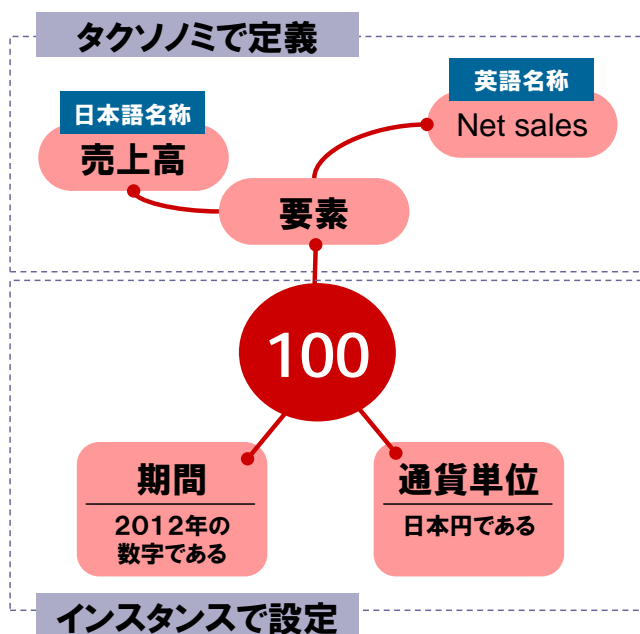 タクソノミで定義
英語名称
Net sales
日本語名称
売上高
要素
100
期間
2012年の
数字である
通貨単位
日本円である
インスタンスで設定